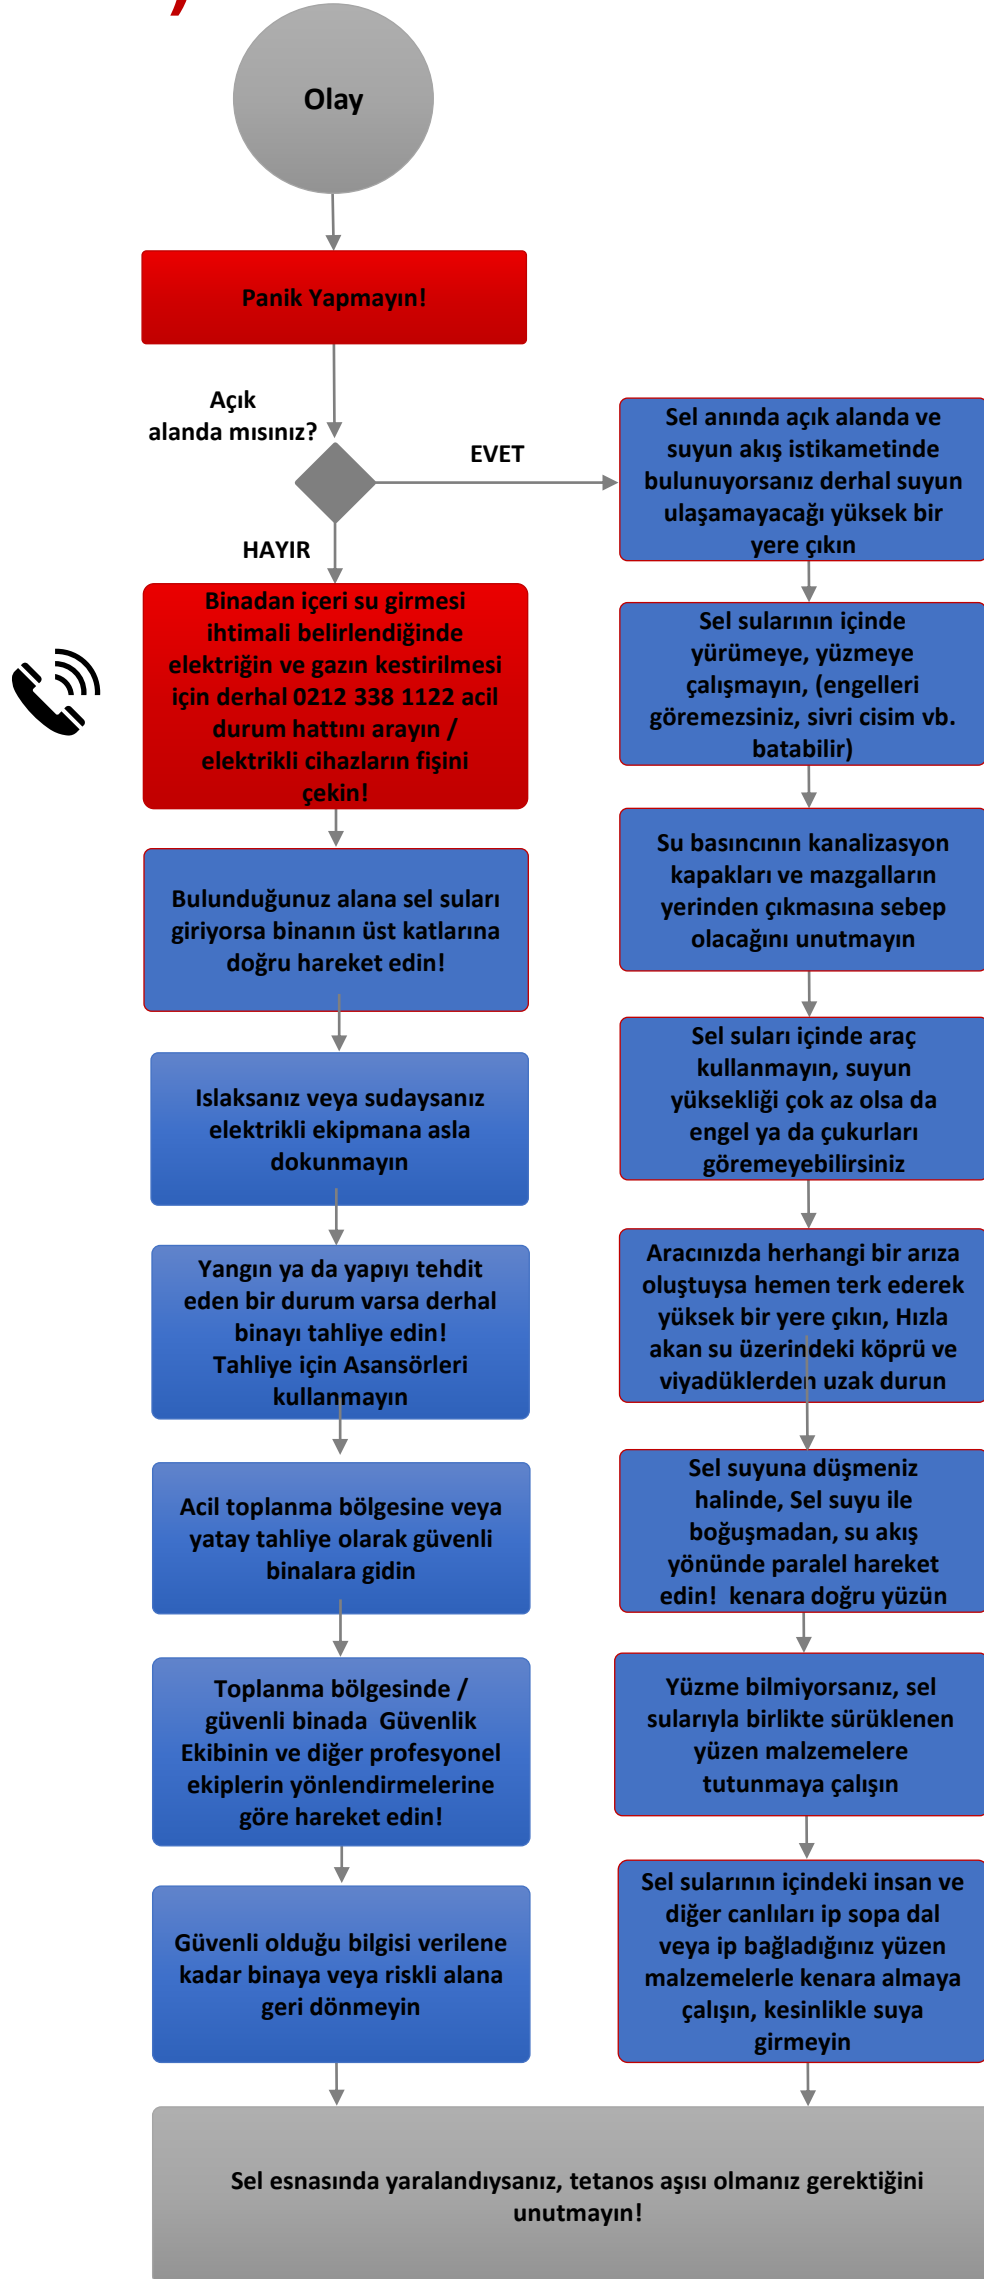 Olay
Panik Yapmayın!
Açık
alanda mısınız?
EVET
HAYIR
Binadan içeri su girmesi
ihtimali belirlendiğinde
elektriğin ve gazın kestirilmesi
için derhal 0212 338 1122 acil
durum hattını arayın /
elektrikli cihazların fişini
çekin!
Bulunduğunuz alana sel suları
giriyorsa binanın üst katlarına
doğru hareket edin!
Islaksanız veya sudaysanız
elektrikli ekipmana asla
dokunmayın
Yangın ya da yapıyı tehdit
eden bir durum varsa derhal
binayı tahliye edin!
Tahliye için Asansörleri
kullanmayın
Acil toplanma bölgesine veya
yatay tahliye olarak güvenli
binalara gidin
Toplanma bölgesinde /
güvenli binada  Güvenlik
Ekibinin ve diğer profesyonel
ekiplerin yönlendirmelerine
göre hareket edin!
Güvenli olduğu bilgisi verilene
kadar binaya veya riskli alana
geri dönmeyin
Sel anında açık alanda ve
suyun akış istikametinde
bulunuyorsanız derhal suyun
ulaşamayacağı yüksek bir
yere çıkın
Sel sularının içinde
yürümeye, yüzmeye
çalışmayın, (engelleri
göremezsiniz, sivri cisim vb.
batabilir)
Su basıncının kanalizasyon
kapakları ve mazgalların
yerinden çıkmasına sebep
olacağını unutmayın
Sel suları içinde araç
kullanmayın, suyun
yüksekliği çok az olsa da
engel ya da çukurları
göremeyebilirsiniz
Aracınızda herhangi bir arıza
oluştuysa hemen terk ederek
yüksek bir yere çıkın, Hızla
akan su üzerindeki köprü ve
viyadüklerden uzak durun
Sel suyuna düşmeniz
halinde, Sel suyu ile
boğuşmadan, su akış
yönünde paralel hareket
edin!  kenara doğru yüzün
Yüzme bilmiyorsanız, sel
sularıyla birlikte sürüklenen
yüzen malzemelere
tutunmaya çalışın
Sel sularının içindeki insan ve
diğer canlıları ip sopa dal
veya ip bağladığınız yüzen
malzemelerle kenara almaya
çalışın, kesinlikle suya
girmeyin
Sel esnasında yaralandıysanız, tetanos aşısı olmanız gerektiğini
unutmayın!